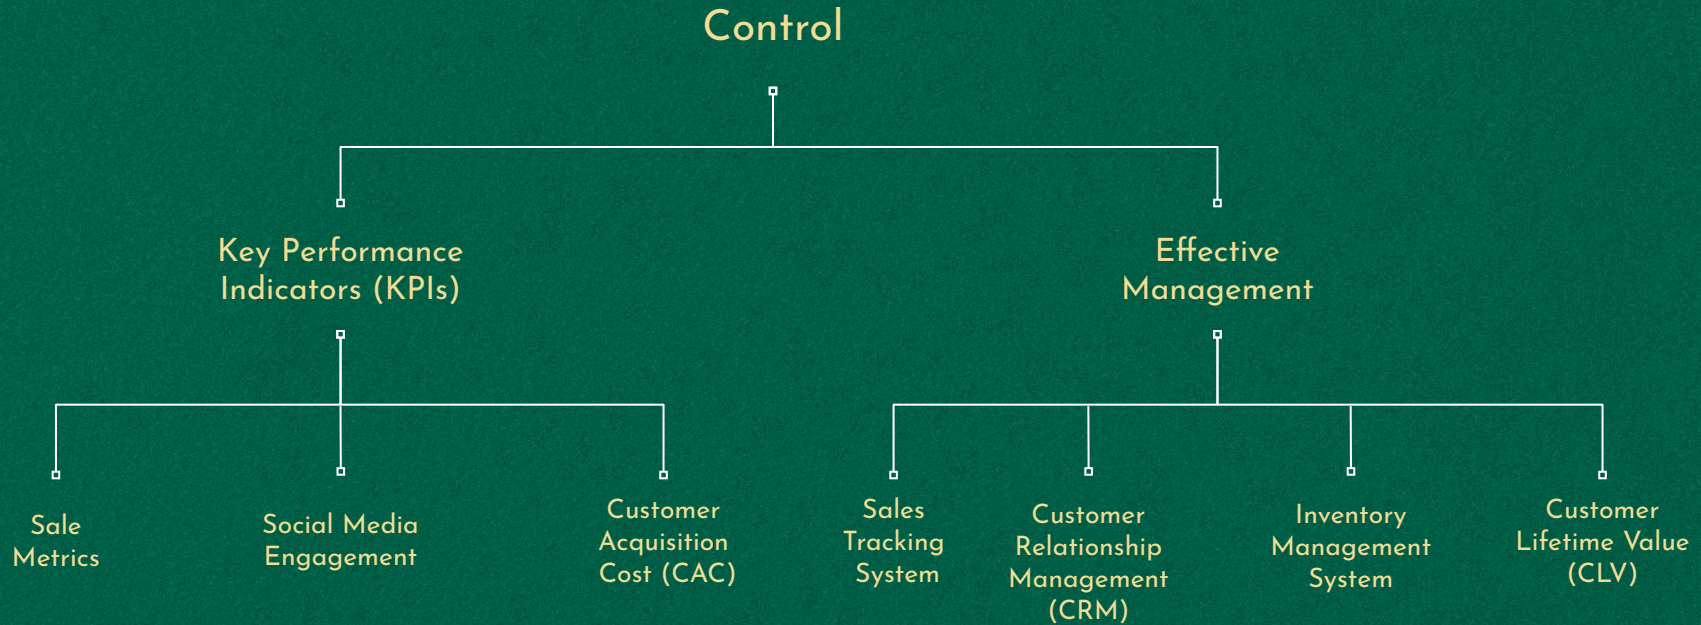 Control
Key Performance
Indicators (KPIs)
Effective
Management
Sale
Metrics
Social Media
Engagement
Customer
Acquisition
Cost (CAC)
Sales
Tracking
System
Customer
Relationship
Management
(CRM)
Inventory
Management
System
Customer
Lifetime Value
(CLV)